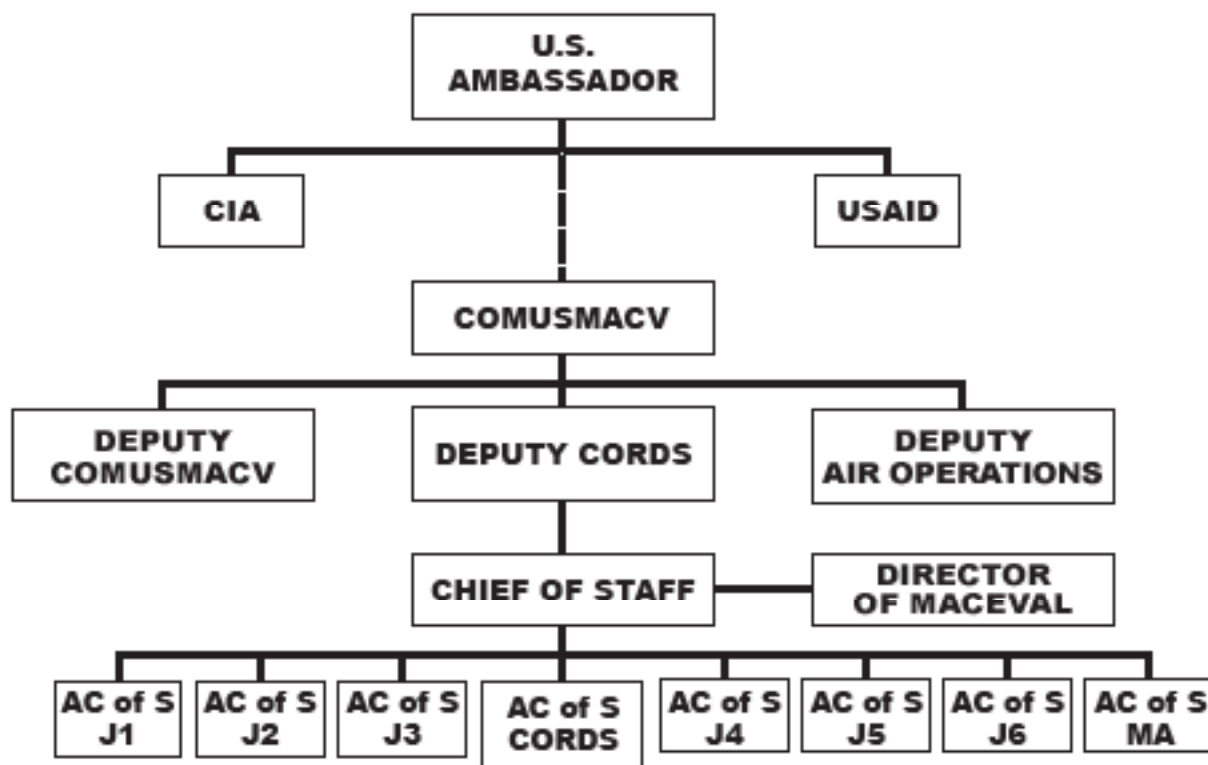 U.S.
AMBASSADOR
CIA
USAID
COMUSMACV
DEPUTY
COMUSMACV
DEPUTY CORDS
DEPUTY
AIR OPERATIONS
CHIEF OF STAFF
DIRECTOR
OF MACEVAL
AC of S
J1
AC of S
J2
AC of S
J3
AC of S
CORDS
AC of S
J4
AC of S
J5
AC of S
J6
AC of S
MA